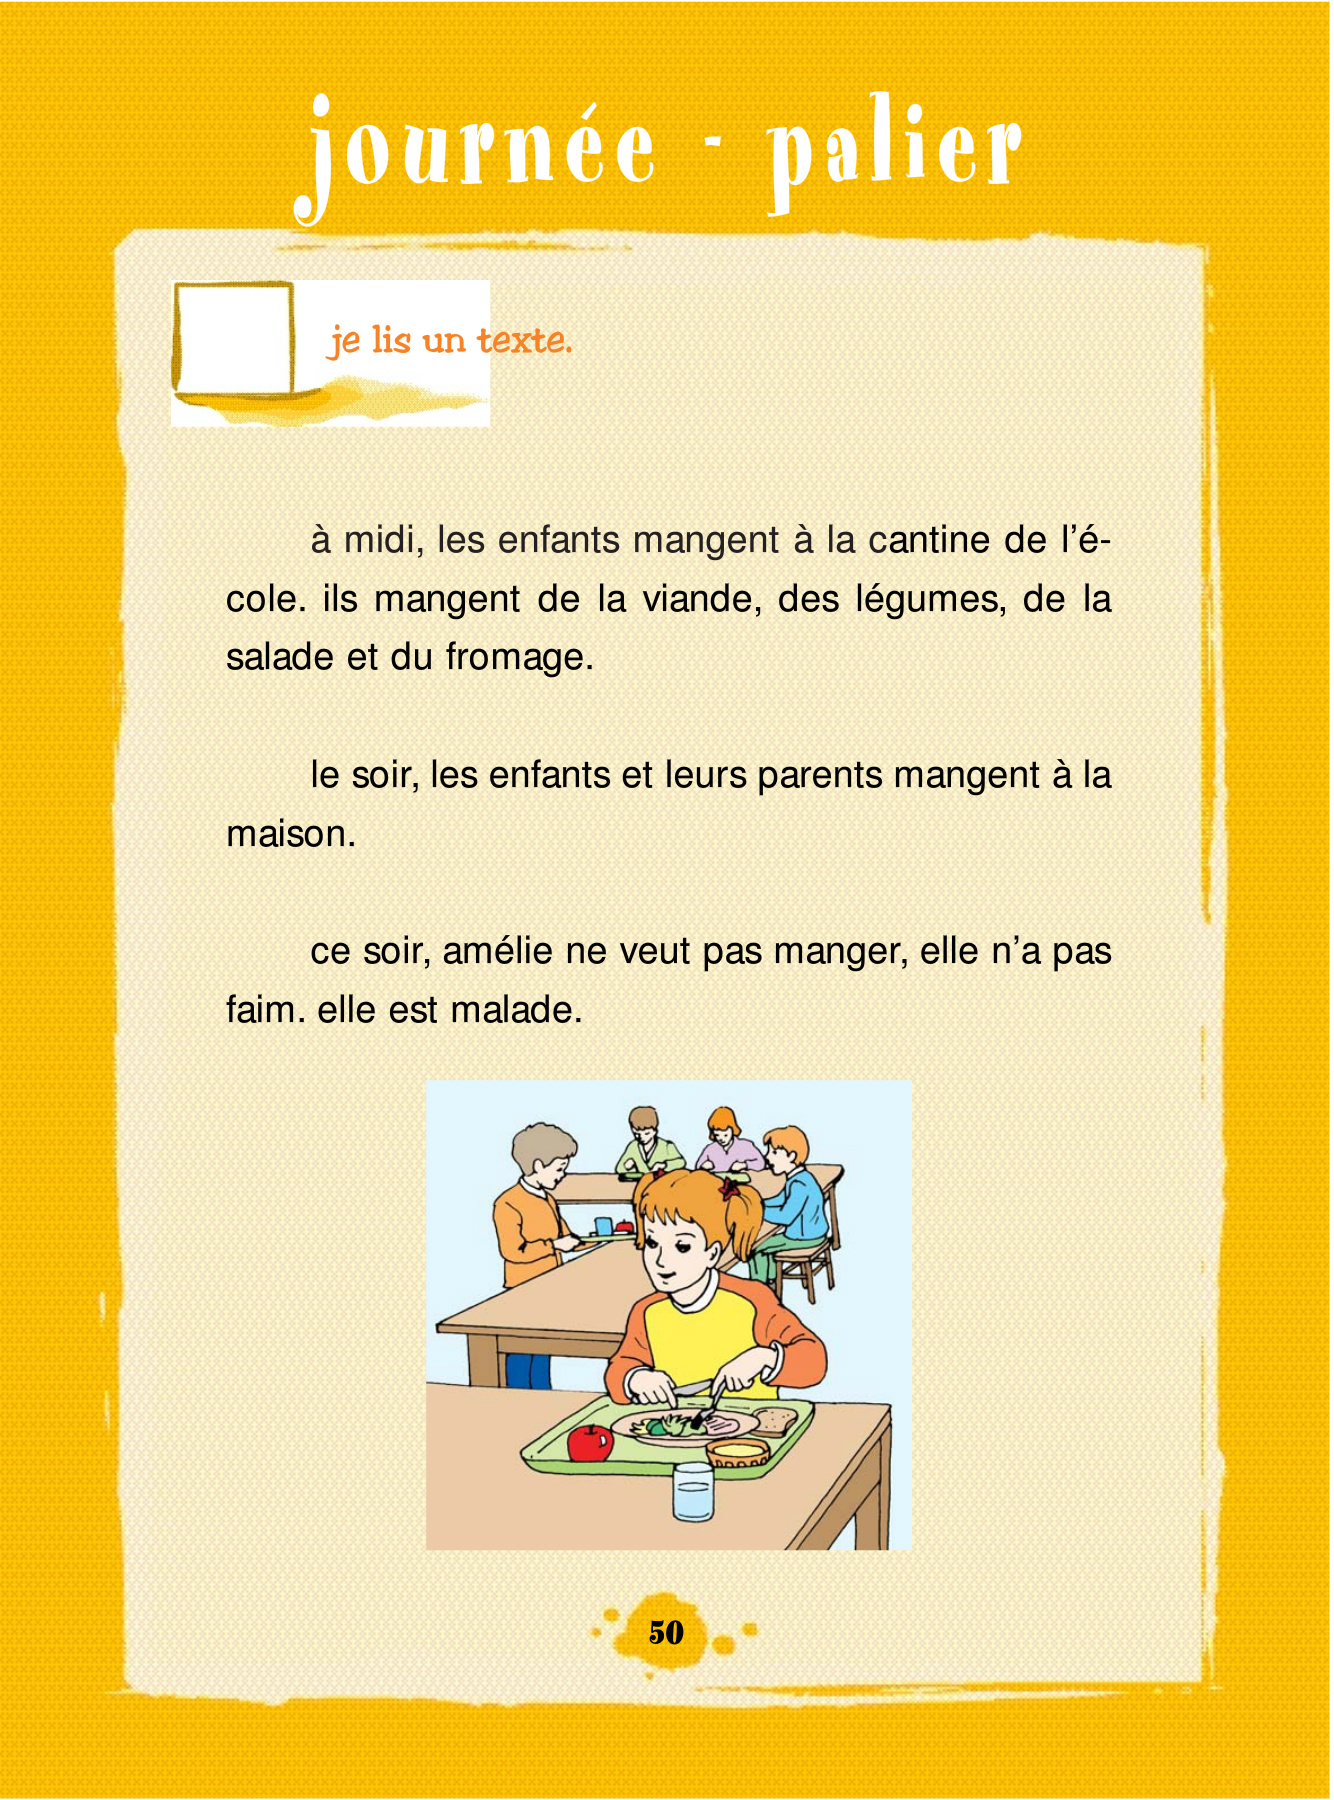 journée - palier
je lis un texte.
à midi, les enfants mangent à la cantine de l’é-
cole. ils mangent de la viande, des légumes, de la
salade et du fromage.
le soir, les enfants et leurs parents mangent à la
maison.
ce soir, amélie ne veut pas manger, elle n’a pas
faim. elle est malade.
50